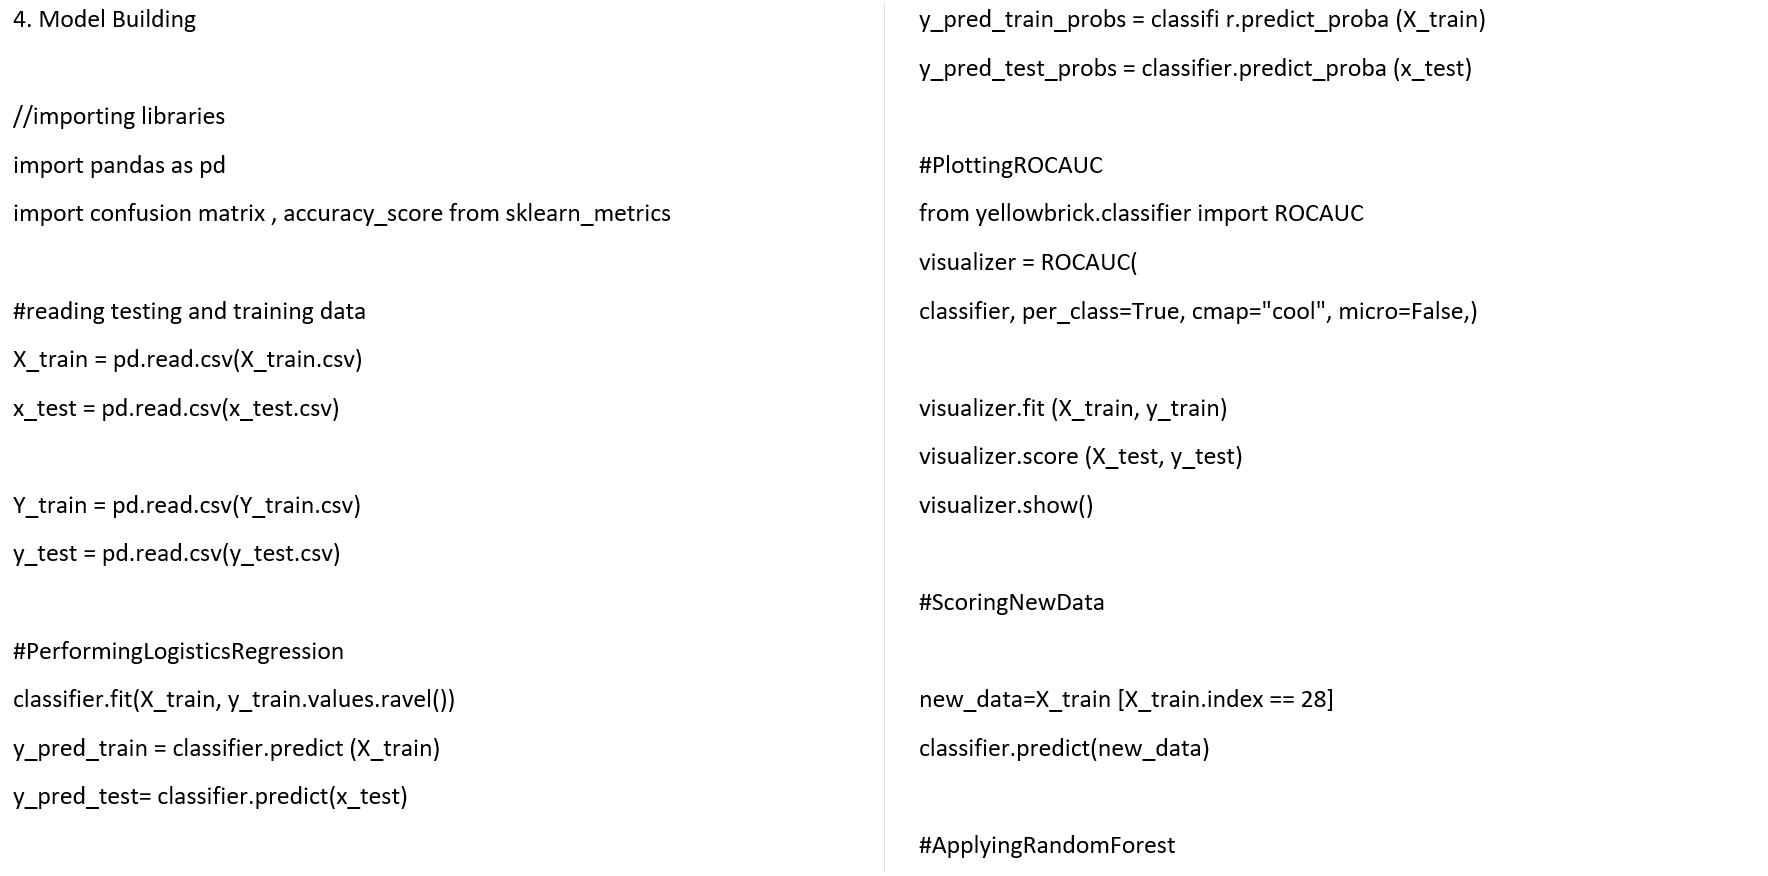 4. Model Building
//importing libraries
import pandas as pd
import confusion matrix , accuracy_score from sklearn_metrics
#reading testing and training data
X_train = pd.read.csv(X_train.csv)
x_test = pd.read.csv(x_test.csv)
Y_train = pd.read.csv(Y_train.csv)
y_test = pd.read.csv(y_test.csv)
#PerformingLogisticsRegression
classifier.fit(X_train, y_train.values.ravel())
y_pred_train = classifier.predict (X_train)
y_pred_test= classifier.predict(x_test)
y_pred_train_probs = classifi r.predict_proba (X_train)
y_pred_test_probs = classifier.predict_proba (x_test)
#PlottingROCAUC
from yellowbrick.classifier import ROCAUC
visualizer = ROCAUC(
classifier, per_class=True, cmap="cool", micro=False,)
visualizer.fit (X_train, y_train)
visualizer.score (X_test, y_test)
visualizer.show()
#ScoringNewData
new_data=X_train [X_train.index == 28]
classifier.predict(new_data)
#ApplyingRandomForest